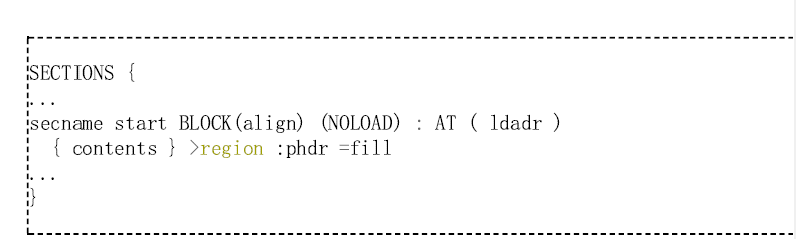 SECTIONS {
...
secname start BLOCK(align) (NOLOAD) : AT ( ldadr )
{ contents } >region :phdr =fill
...
}